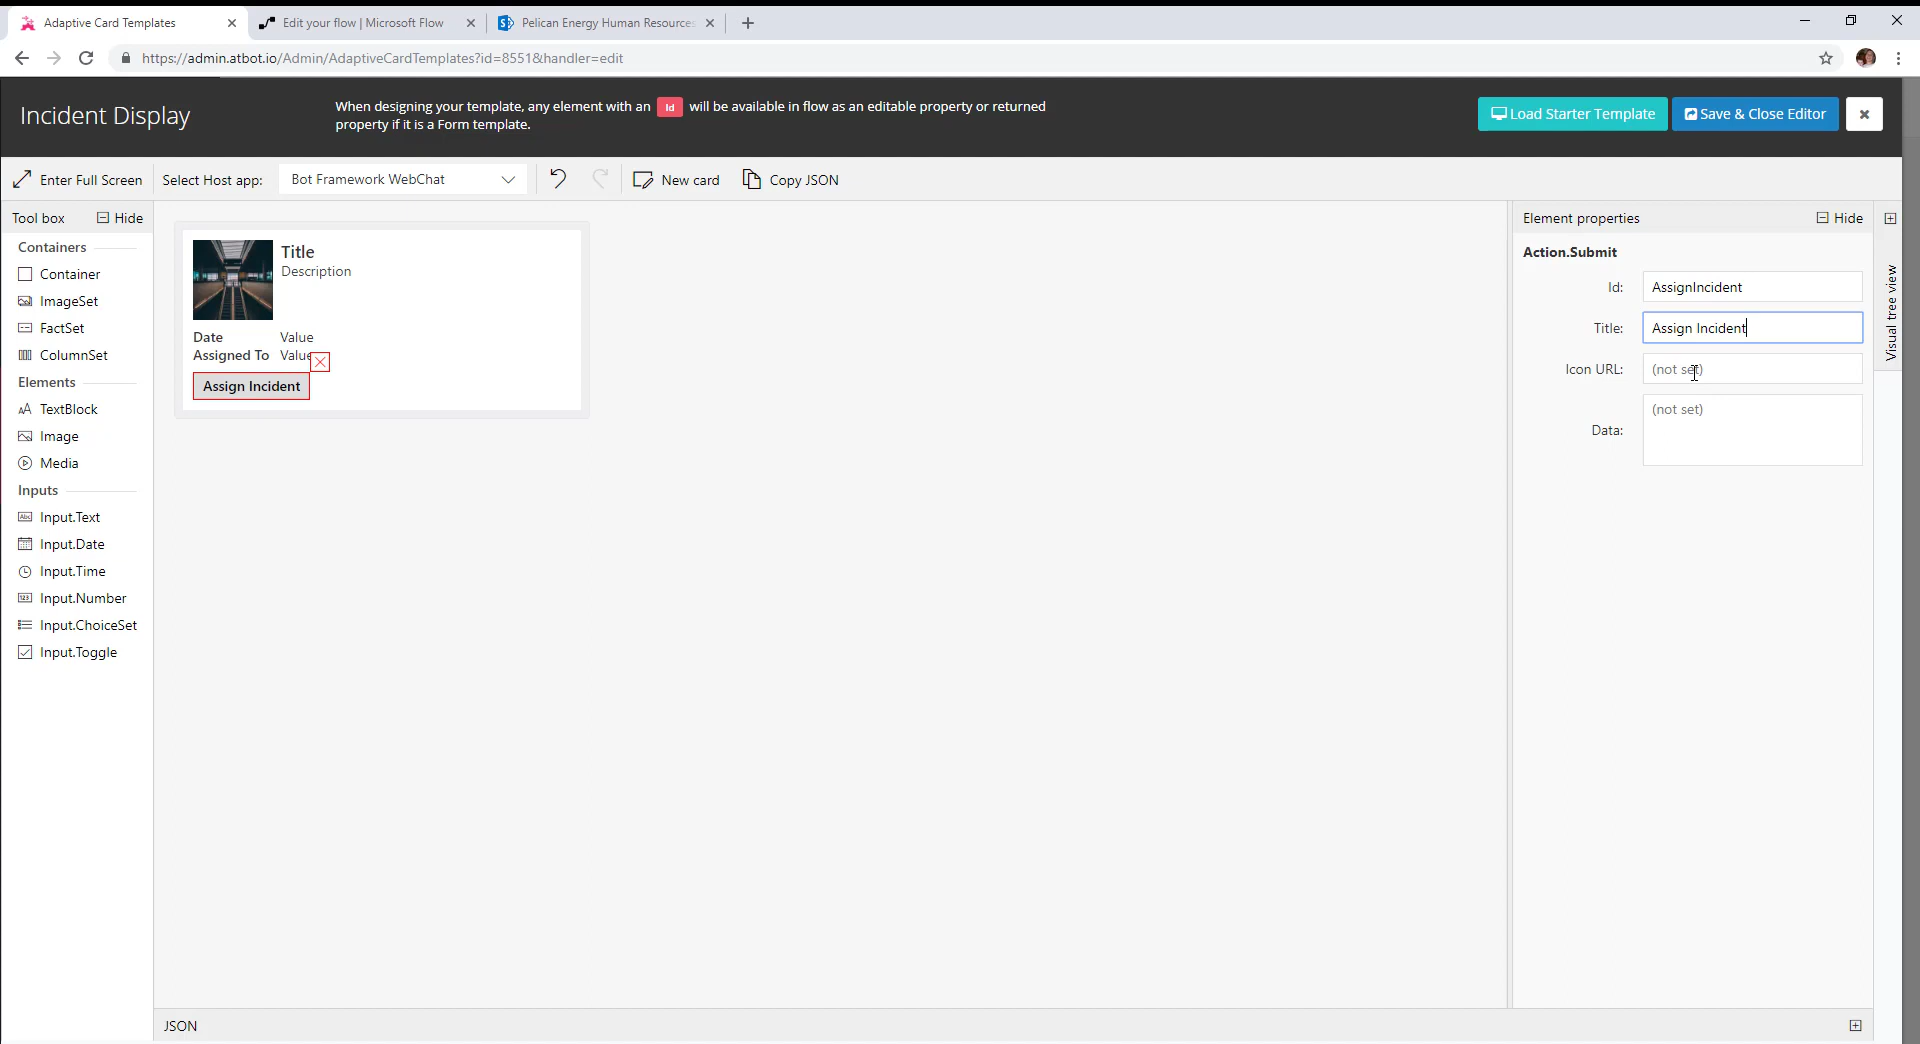 Adaptive Card Templates
Edit your flow | Microsoft Flow
Pelican Energy Human Resources
https://admin.atbot.io/Admin/AdaptiveCardTemplates?id=8551&handler=edit
Incident Display
When designing your template, any element with an Id will be available in flow as an editable property or returned
property if it is a Form template.
Load Starter Template
Save & Close Editor
Enter Full Screen
Select Host app:
Bot Framework WebChat
New card
Copy JSON
Tool box
Hide
Containers
Container
ImageSet
FactSet
ColumnSet
Elements
TextBlock
Image
Media
Inputs
Input.Text
Input.Date
Input.Time
Input.Number
Input.ChoiceSet
Input.Toggle
Title
Description
Date Value
Assigned To Value
Assign Incident
Element properties
Hide
Action.Submit
Id: AssignIncident
Title: Assign Incident
Icon URL: (not set)
Data: (not set)
Visual tree view
JSON